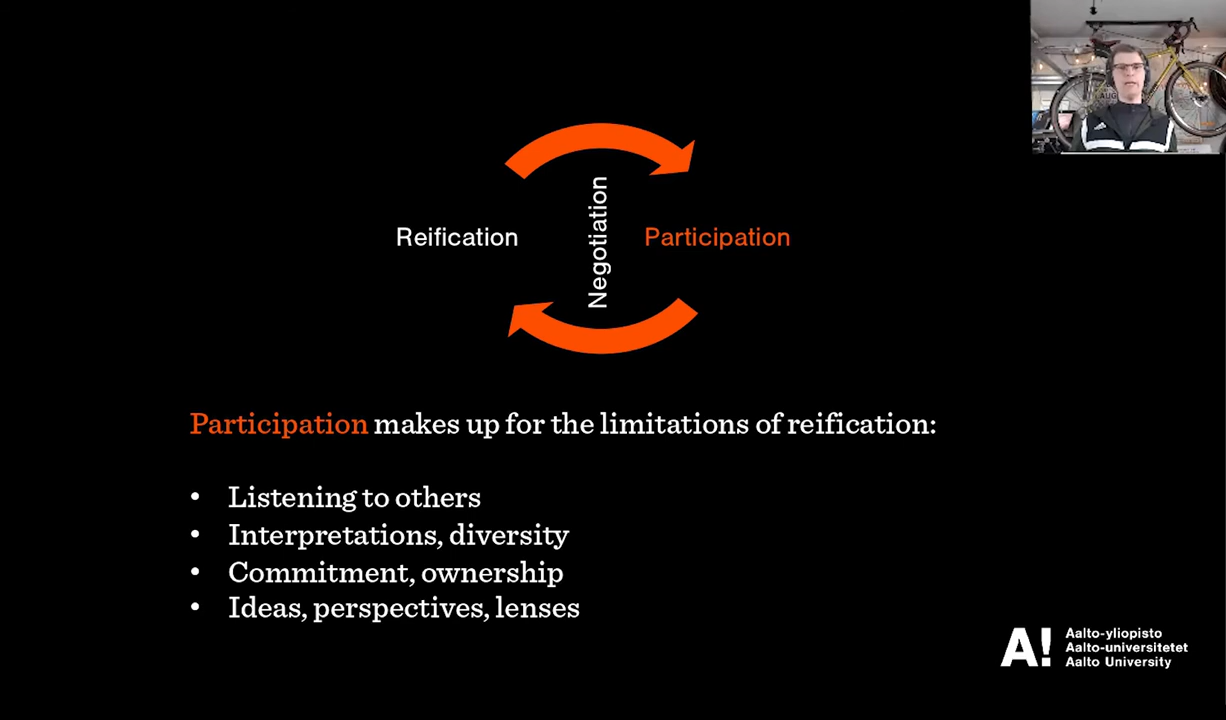 Reification
Negotiation
Participation
Participation makes up for the limitations of reification:
• Listening to others
• Interpretations, diversity
• Commitment, ownership
• Ideas, perspectives, lenses
A!
Aalto-yliopisto
Aalto-universitetet
Aalto University